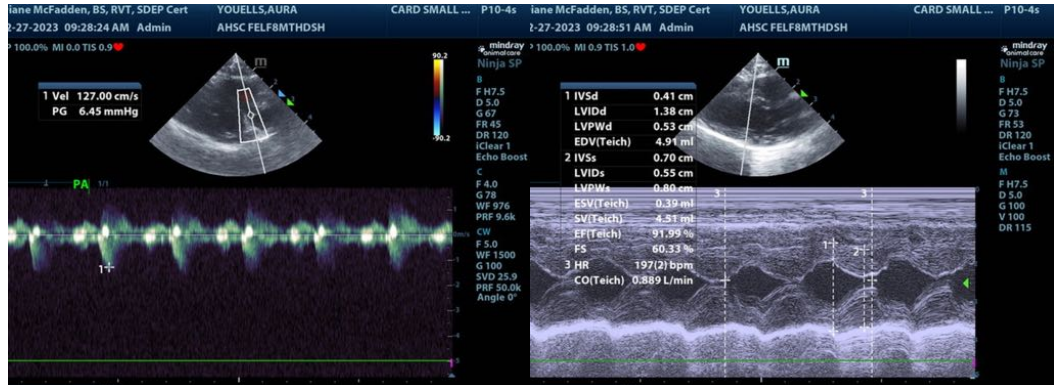 iane McFadden, BS, RVT, SDEP Cert YOUELLS,AURA CARD SMALL ... P10-4s
2-27-2023 09:28:24 AM Admin AHSC FELF8MTHDSH
P 100.0% MI 0.0 TIS 0.9
mindray
animal care
Ninja SP
m
90.2
-90.2
1 Vel 127.00 cm/s
PG 6.45 mmHg
B
F H7.5
D 5.0
G 67
FR 45
DR 120
iClear 1
Echo Boost
C
F 4.0
G 78
WF 976
PRF 9.6k
CW
F 5.0
WF 1500
G 100
SVD 25.9
PRF 50.0k
Angle 0°
PA 1/1
1
iane McFadden, BS, RVT, SDEP Cert YOUELLS,AURA CARD SMALL ... P10-4s
2-27-2023 09:28:51 AM Admin AHSC FELF8MTHDSH
P 100.0% MI 0.9 TIS 1.0
mindray
animal care
Ninja SP
m
1 IVSd 0.41 cm
LVIDd 1.38 cm
LVPWd 0.53 cm
EDV(Teich) 4.91 ml
2 IVSs 0.70 cm
LVIDs 0.55 cm
LVPWs 0.80 cm
ESV(Teich) 0.39 ml
SV(Teich) 4.51 ml
EF(Teich) 91.99 %
FS 60.33 %
3 HR 197(2) bpm
CO(Teich) 0.889 L/min
B
F H7.5
D 5.0
G 73
FR 53
DR 120
iClear 1
Echo Boost
M
F H7.5
D 5.0
G 100
V 100
DR 115
3 3
1 2